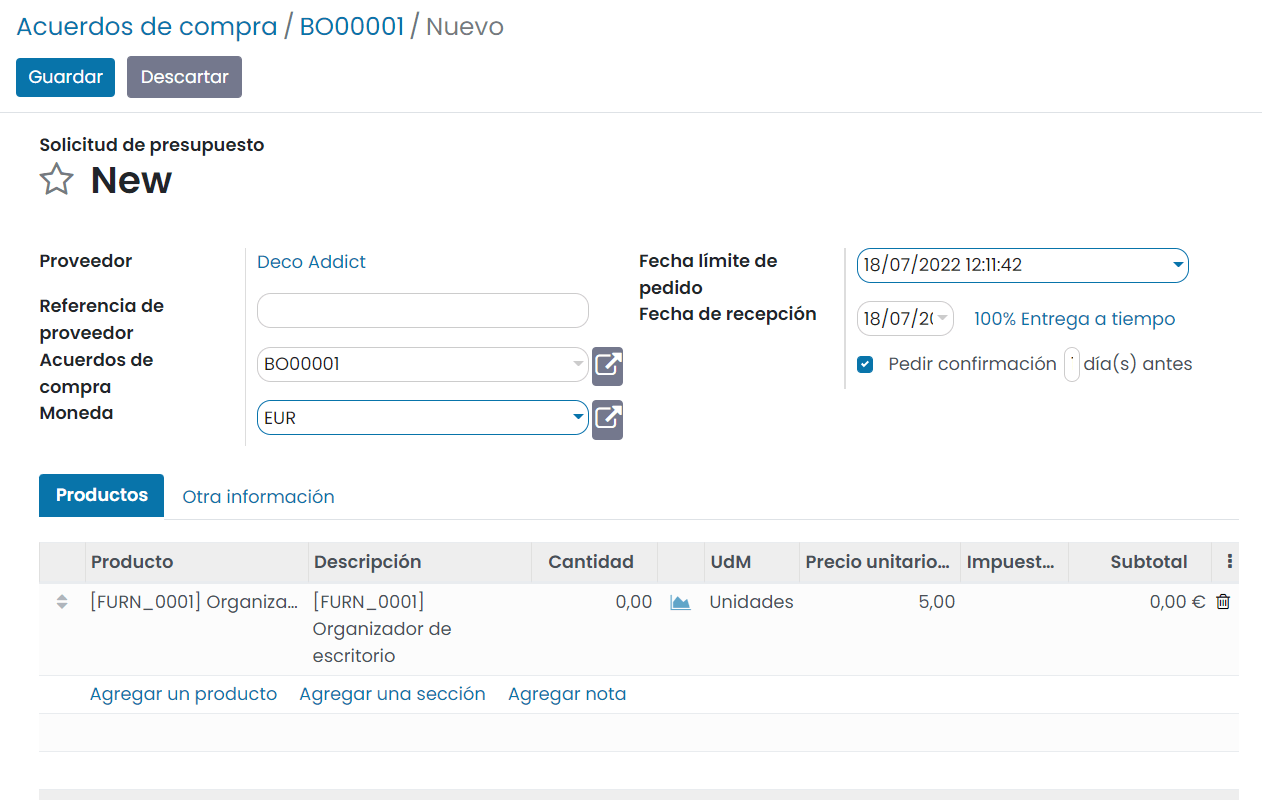 Acuerdos de compra / BO00001 / Nuevo
Guardar Descartar
Solicitud de presupuesto
New
Proveedor Deco Addict
Referencia de
proveedor
Acuerdos de
compra BO00001
Moneda EUR
Fecha límite de
pedido 18/07/2022 12:11:42
Fecha de recepción 18/07/20 100% Entrega a tiempo
Pedir confirmación día(s) antes
Productos Otra información
Producto Descripción Cantidad UdM Precio unitario... Impuest... Subtotal
[FURN_0001] Organiza... [FURN_0001] 0,00 Unidades 5,00 0,00 €
Organizador de
escritorio
Agregar un producto Agregar una sección Agregar nota